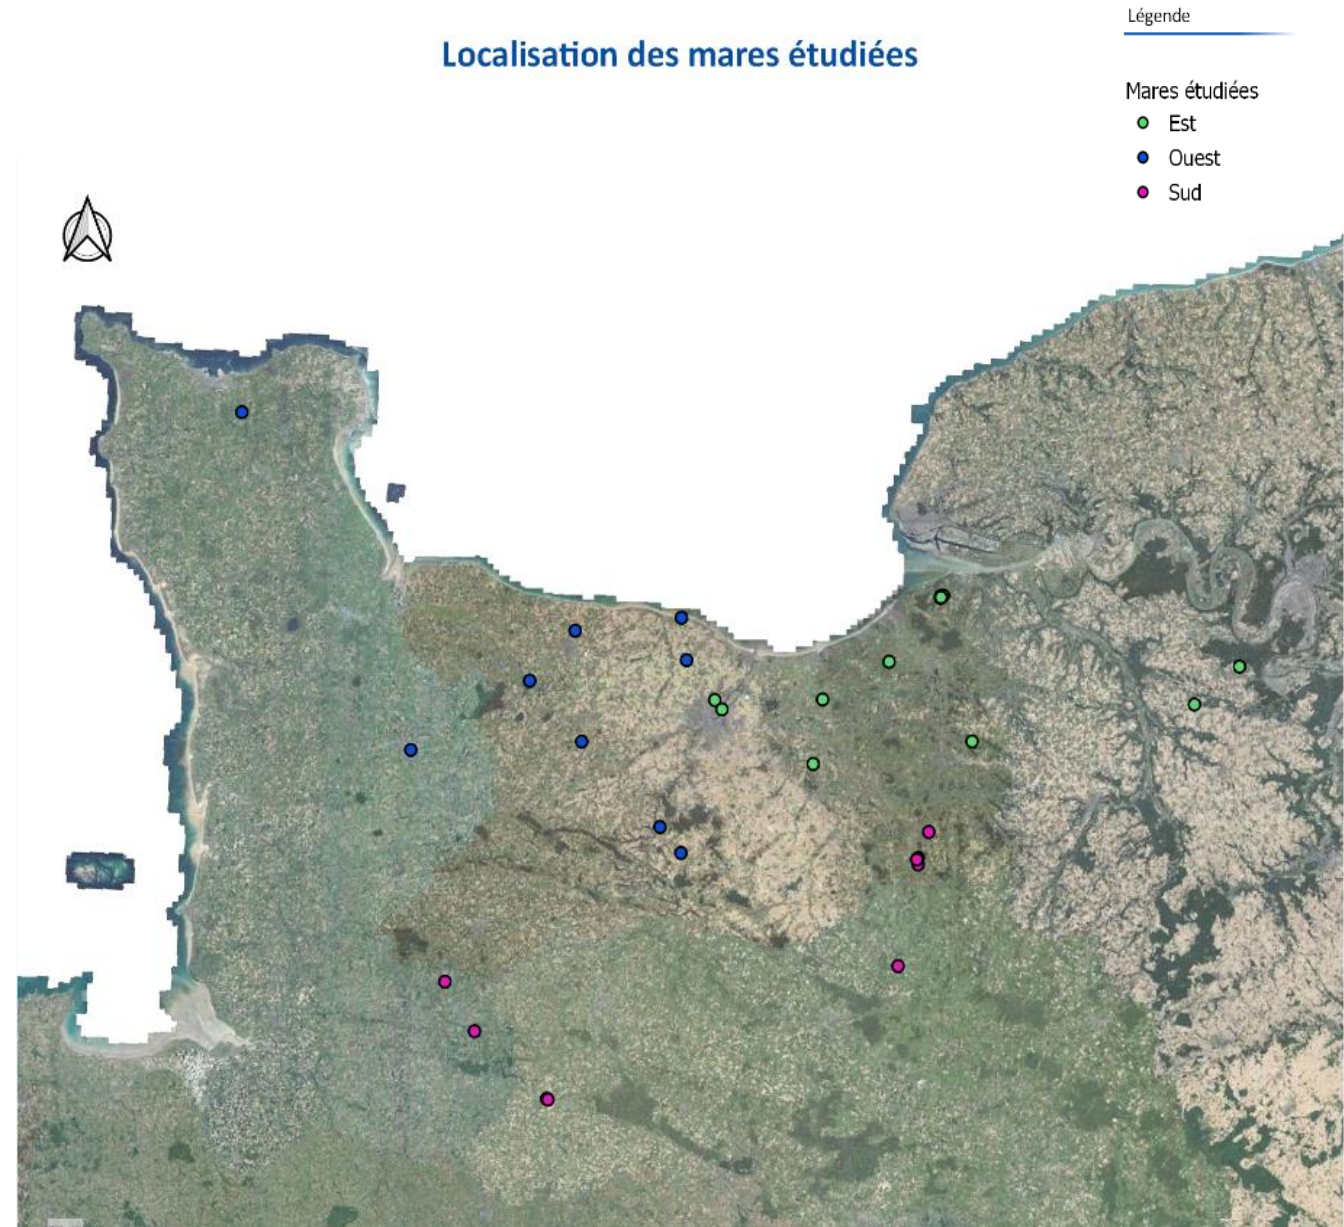 Légende
Localisation des mares étudiées
Mares étudiées
Est
Ouest
Sud